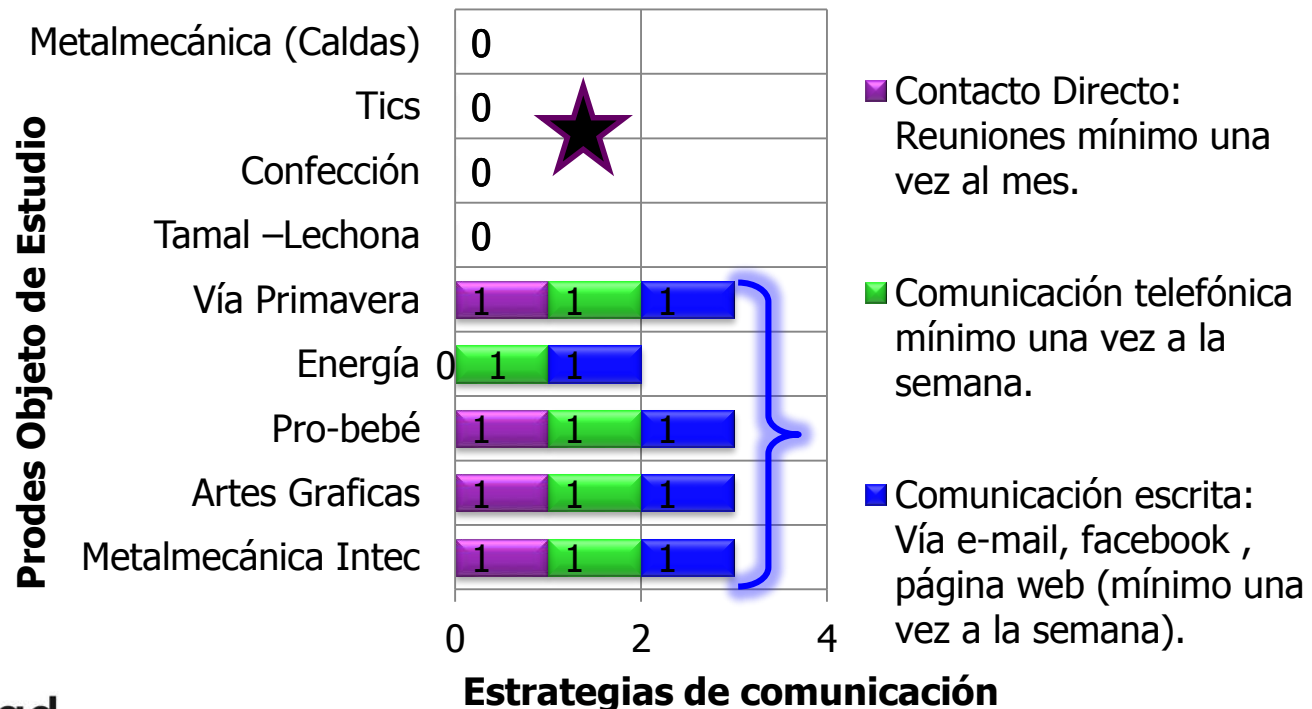 Prodes Objeto de Estudio
Metalmecánica (Caldas) 0
Tics 0
Confección 0
Tamal –Lechona 0
Vía Primavera 1 1 1
Energía 0 1 1
Pro-bebé 1 1 1
Artes Graficas 1 1 1
Metalmecánica Intec 1 1 1
0 2 4
Estrategias de comunicación
Contacto Directo:
Reuniones mínimo una
vez al mes.
Comunicación telefónica
mínimo una vez a la
semana.
Comunicación escrita:
Vía e-mail, facebook ,
página web (mínimo una
vez a la semana).